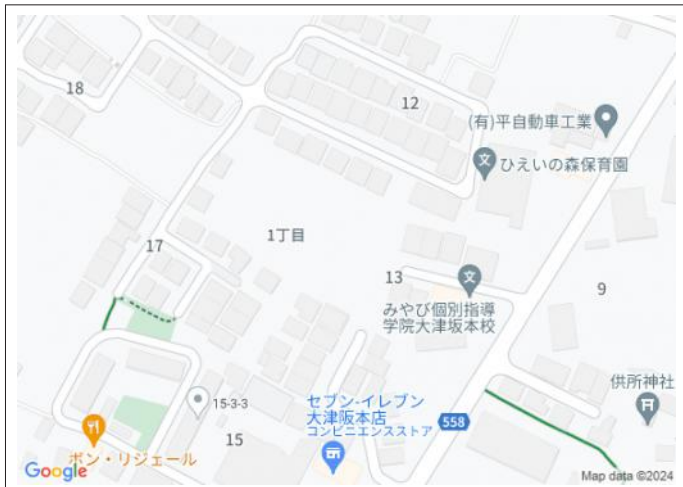 18
12
(有)平自動車工業
ひえいの森保育園
1丁目
17
13
9
みやび個別指導
学院大津坂本校
供所神社
15-3-3
セブン-イレブン
大津阪本店
コンビニエンスストア
558
15
ボン・リジェール
Google
Map data ©2024